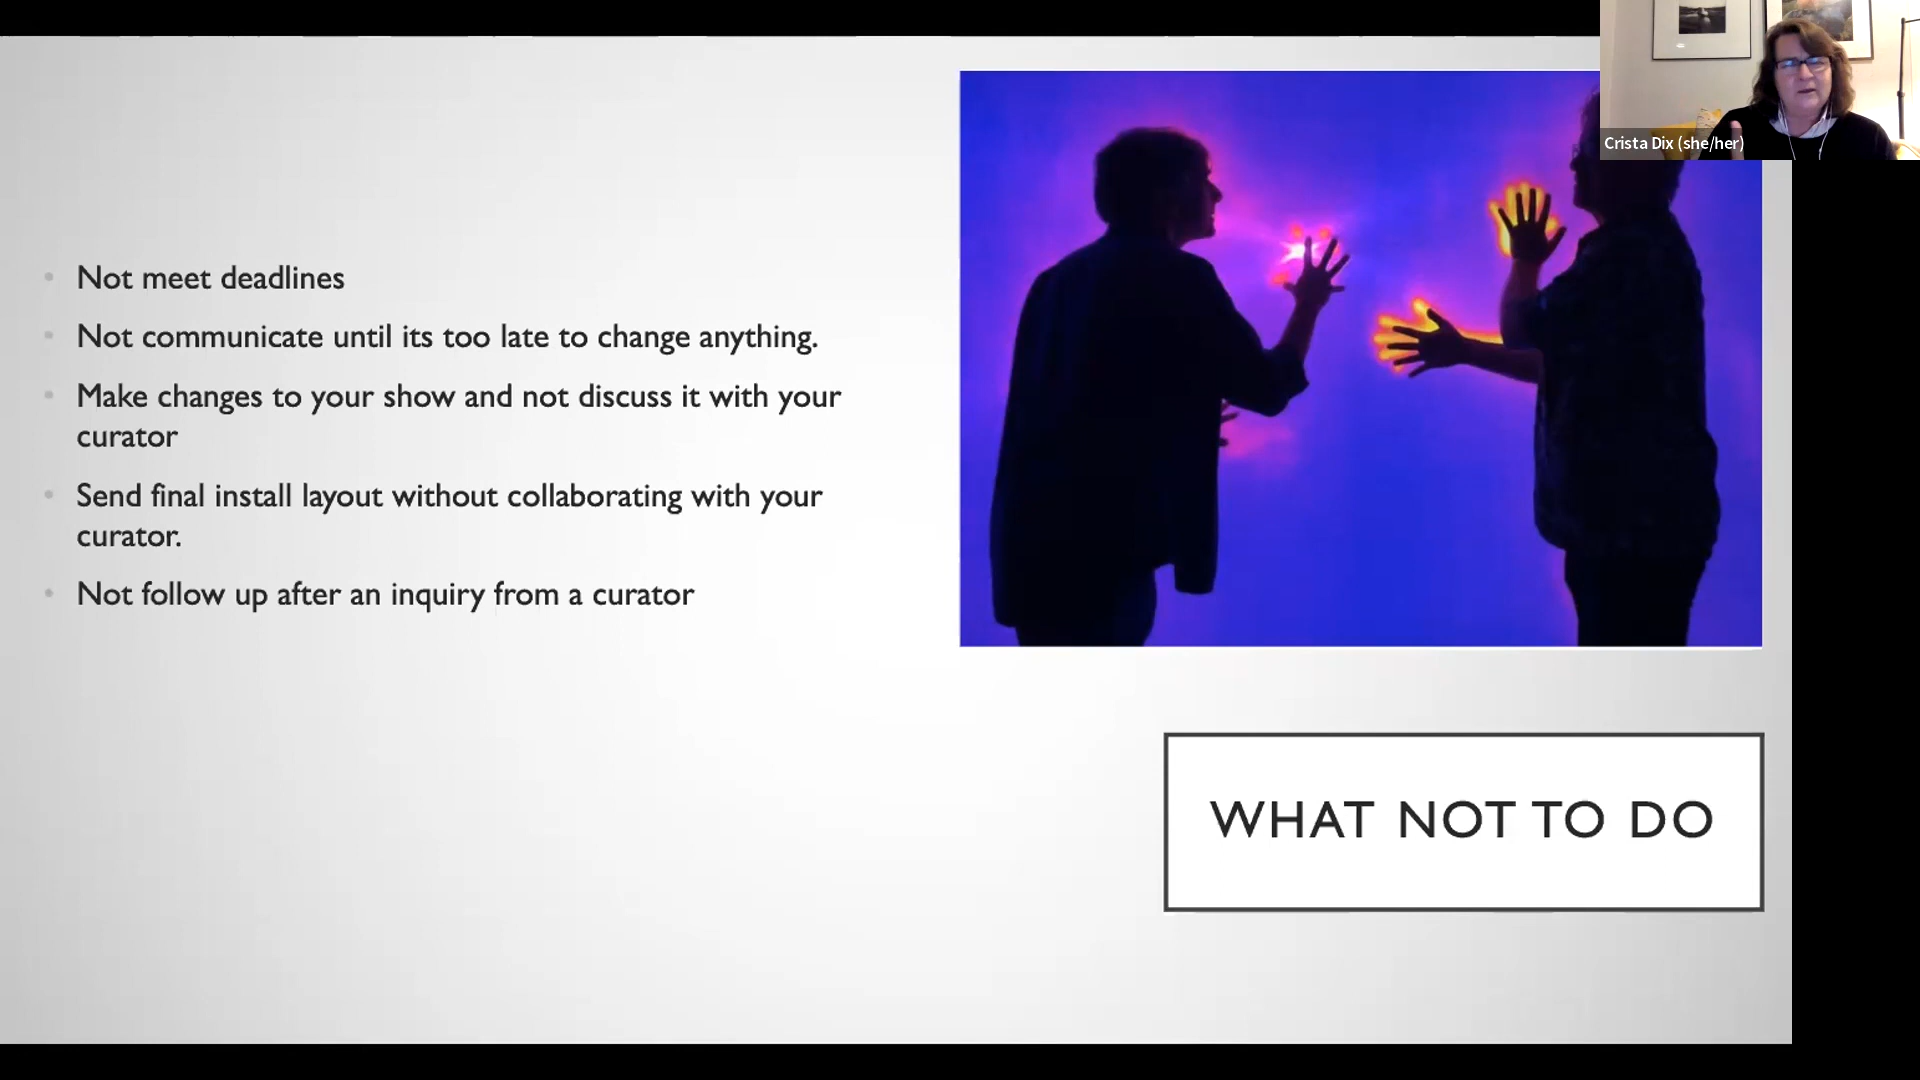 Crista Dix (she/her)
Not meet deadlines
Not communicate until its too late to change anything.
Make changes to your show and not discuss it with your
curator
Send final install layout without collaborating with your
curator.
Not follow up after an inquiry from a curator
WHAT NOT TO DO